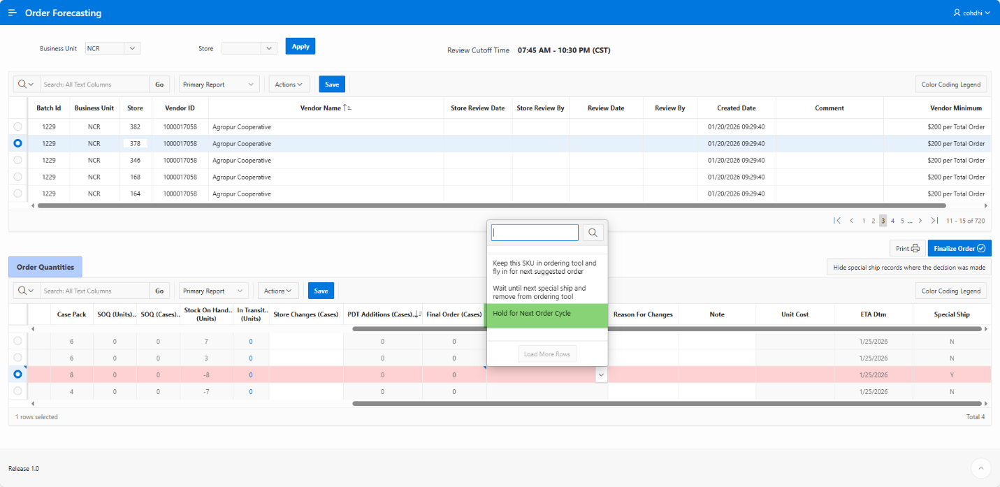 Order Forecasting
cohdhi
Business Unit NCR Store Apply Review Cutoff Time 07:45 AM - 10:30 PM (CST)
Search: All Text Columns Go Primary Report Actions Save Color Coding Legend
Batch Id Business Unit Store Vendor ID Vendor Name Store Review Date Store Review By Review Date Review By Created Date Comment Vendor Minimum
1229 NCR 382 1000017058 Agropur Cooperative 01/20/2026 09:29:40 $200 per Total Order
1229 NCR 378 1000017058 Agropur Cooperative 01/20/2026 09:29:40 $200 per Total Order
1229 NCR 346 1000017058 Agropur Cooperative 01/20/2026 09:29:40 $200 per Total Order
1229 NCR 168 1000017058 Agropur Cooperative 01/20/2026 09:29:40 $200 per Total Order
1229 NCR 164 1000017058 Agropur Cooperative 01/20/2026 09:29:40 $200 per Total Order
1 2 3 4 5 ... 11 - 15 of 720
Print Finalize Order
Order Quantities
Hide special ship records where the decision was made
Search: All Text Columns Go Primary Report Actions Save Color Coding Legend
Case Pack SOQ (Units).. SOQ (Cases).. Stock On Hand.. (Units) In Transit.. (Units) Store Changes (Cases) PDT Additions (Cases).. Final Order (Cases) Reason For Changes Note Unit Cost ETA Dtm Special Ship
6 0 0 7 0 0 0 1/25/2026 N
6 0 0 3 0 0 0 1/25/2026 N
8 0 0 -8 0 0 0 1/25/2026 Y
4 0 0 -7 0 0 0 1/25/2026 N
Keep this SKU in ordering tool and
fly in for next suggested order
Wait until next special ship and
remove from ordering tool
Hold for Next Order Cycle
Load More Rows
1 rows selected Total 4
Release 1.0